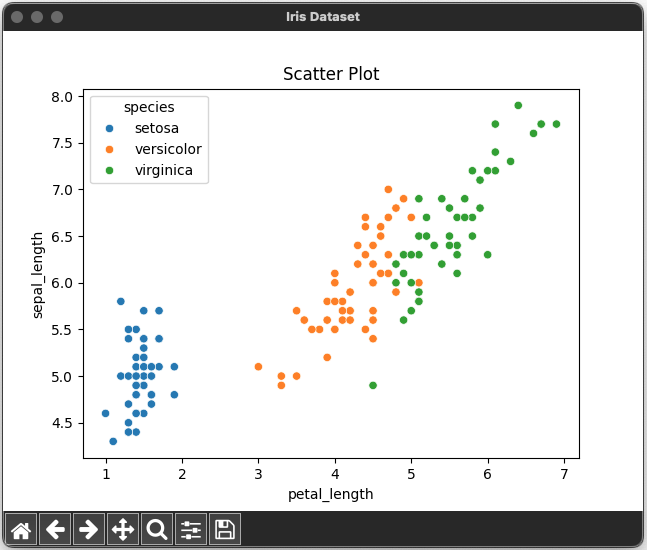 Iris Dataset
Scatter Plot
species
setosa
versicolor
virginica
sepal_length
8.0
7.5
7.0
6.5
6.0
5.5
5.0
4.5
1 2 3 4 5 6 7
petal_length